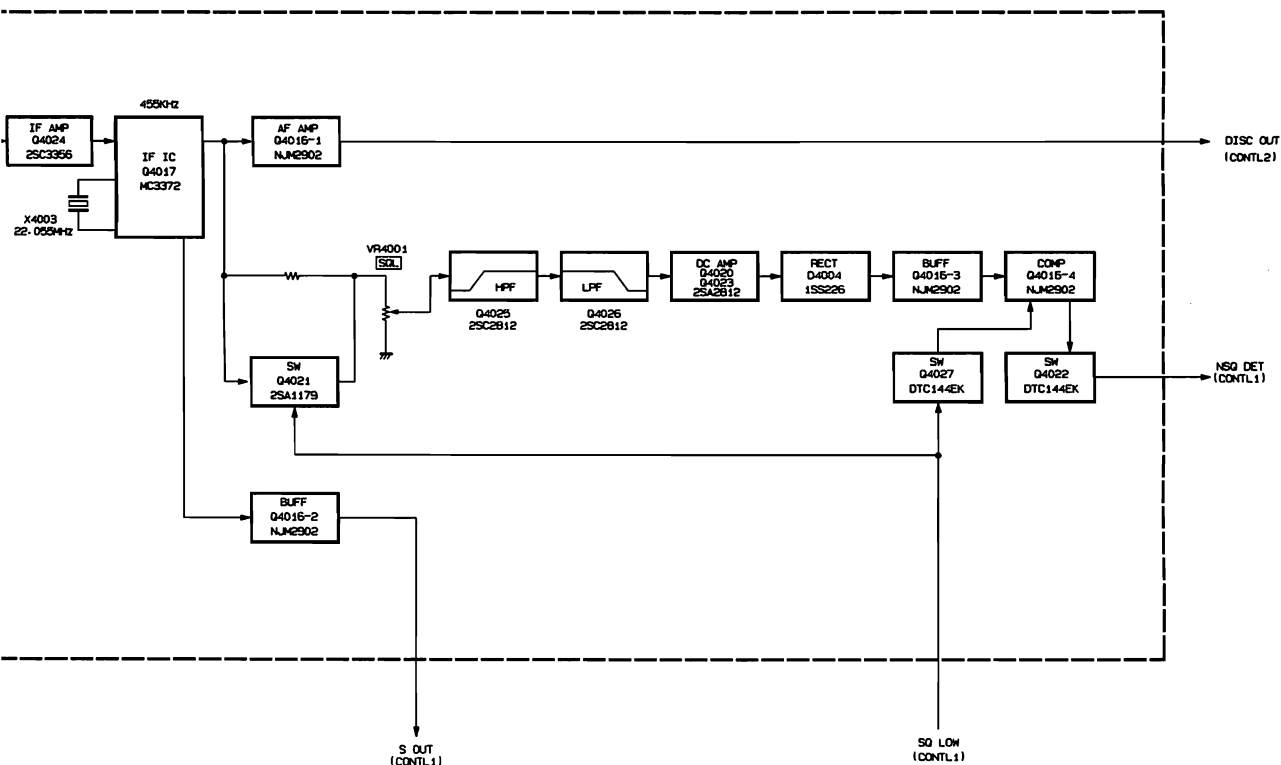 455KHz
IF AMP
Q4024
2SC3356
IF IC
Q4017
MC3372
X4003
22.055MHz
AF AMP
Q4016-1
NJM2902
DISC OUT
(CONTL2)
VR4001
SQL
HPF
Q4025
2SC2812
LPF
Q4026
2SC2812
DC AMP
Q4020
Q4023
2SA2812
RECT
D4004
1SS226
BUFF
Q4016-3
NJM2902
COMP
Q4016-4
NJM2902
SW
Q4021
2SA1179
SW
Q4027
DTC144EK
SW
Q4022
DTC144EK
NSQ DET
(CONTL1)
BUFF
Q4016-2
NJM2902
S OUT
(CONTL1)
SQ LOW
(CONTL1)